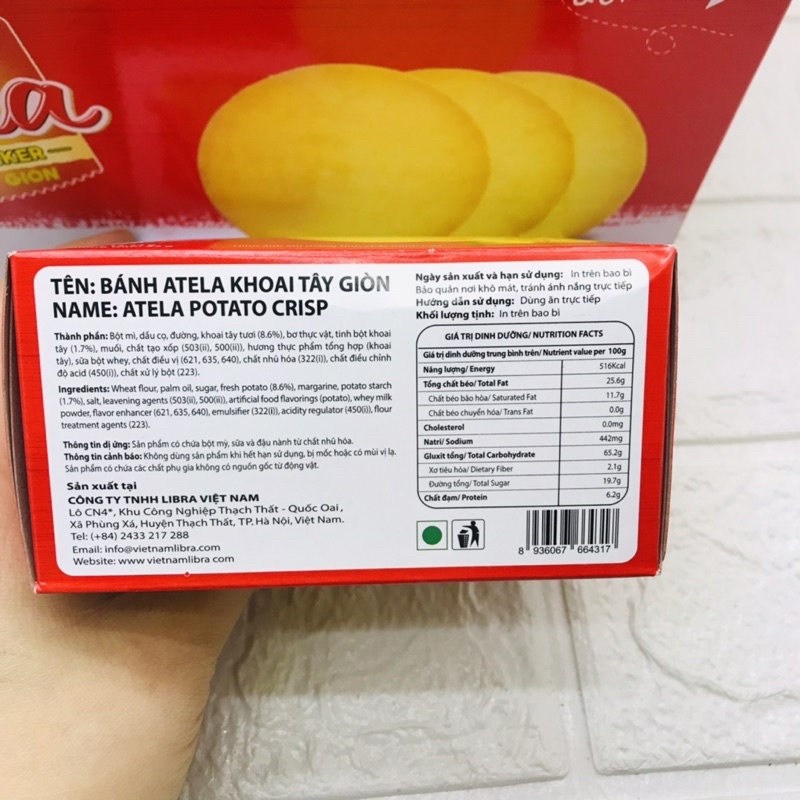 KER
GIÒN
TÊN: BÁNH ATELA KHOAI TÂY GIÒN
NAME: ATELA POTATO CRISP
Thành phần: Bột mì, dầu cọ, đường, khoai tây tươi (8.6%), bơ thực vật, tinh bột khoai
tây (1.7%), muối, chất tạo xốp (503(ii), 500(ii)), hương thực phẩm tổng hợp (khoai
tây), sữa bột whey, chất điều vị (621, 635, 640), chất nhũ hóa (322(i)), chất điều chỉnh
độ acid (450(i)), chất xử lý bột (223).
Ingredients: Wheat flour, palm oil, sugar, fresh potato (8.6%), margarine, potato starch
(1.7%), salt, leavening agents (503(ii), 500(ii)), artificial food flavorings (potato), whey milk
powder, flavor enhancer (621, 635, 640), emulsifier (322(i)), acidity regulator (450(i)), flour
treatment agents (223).
Thông tin dị ứng: Sản phẩm có chứa bột mỳ, sữa và đậu nành từ chất nhũ hoá.
Thông tin cảnh báo: Không dùng sản phẩm khi hết hạn sử dụng, bị mốc hoặc có mùi vị lạ.
Sản phẩm có chứa các chất phụ gia không có nguồn gốc từ động vật.
Sản xuất tại
CÔNG TY TNHH LIBRA VIỆT NAM
Lô CN4*, Khu Công Nghiệp Thạch Thất - Quốc Oai,
Xã Phùng Xá, Huyện Thạch Thất, TP. Hà Nội, Việt Nam.
Tel: (+84) 2433 217 288
Email: info@vietnamlibra.com
Website: www.vietnamlibra.com
Ngày sản xuất và hạn sử dụng: In trên bao bì
Bảo quản nơi khô mát, tránh ánh nắng trực tiếp
Hướng dẫn sử dụng: Dùng ăn trực tiếp
Khối lượng tịnh: In trên bao bì
GIÁ TRỊ DINH DƯỠNG/ NUTRITION FACTS
Giá trị dinh dưỡng trung bình trên/ Nutrient value per 100g
Năng lượng/ Energy 516Kcal
Tổng chất béo/ Total Fat 25.6g
Chất béo bão hòa/ Saturated Fat 11.7g
Chất béo chuyển hóa/ Trans Fat 0.0g
Cholesterol 0.0mg
Natri/ Sodium 442mg
Gluxit tổng/ Total Carbohydrate 65.2g
Xơ tiêu hóa/ Dietary Fiber 2.1g
Đường tổng/ Total Sugar 19.7g
Chất đạm/ Protein 6.2g
8 936067 664317